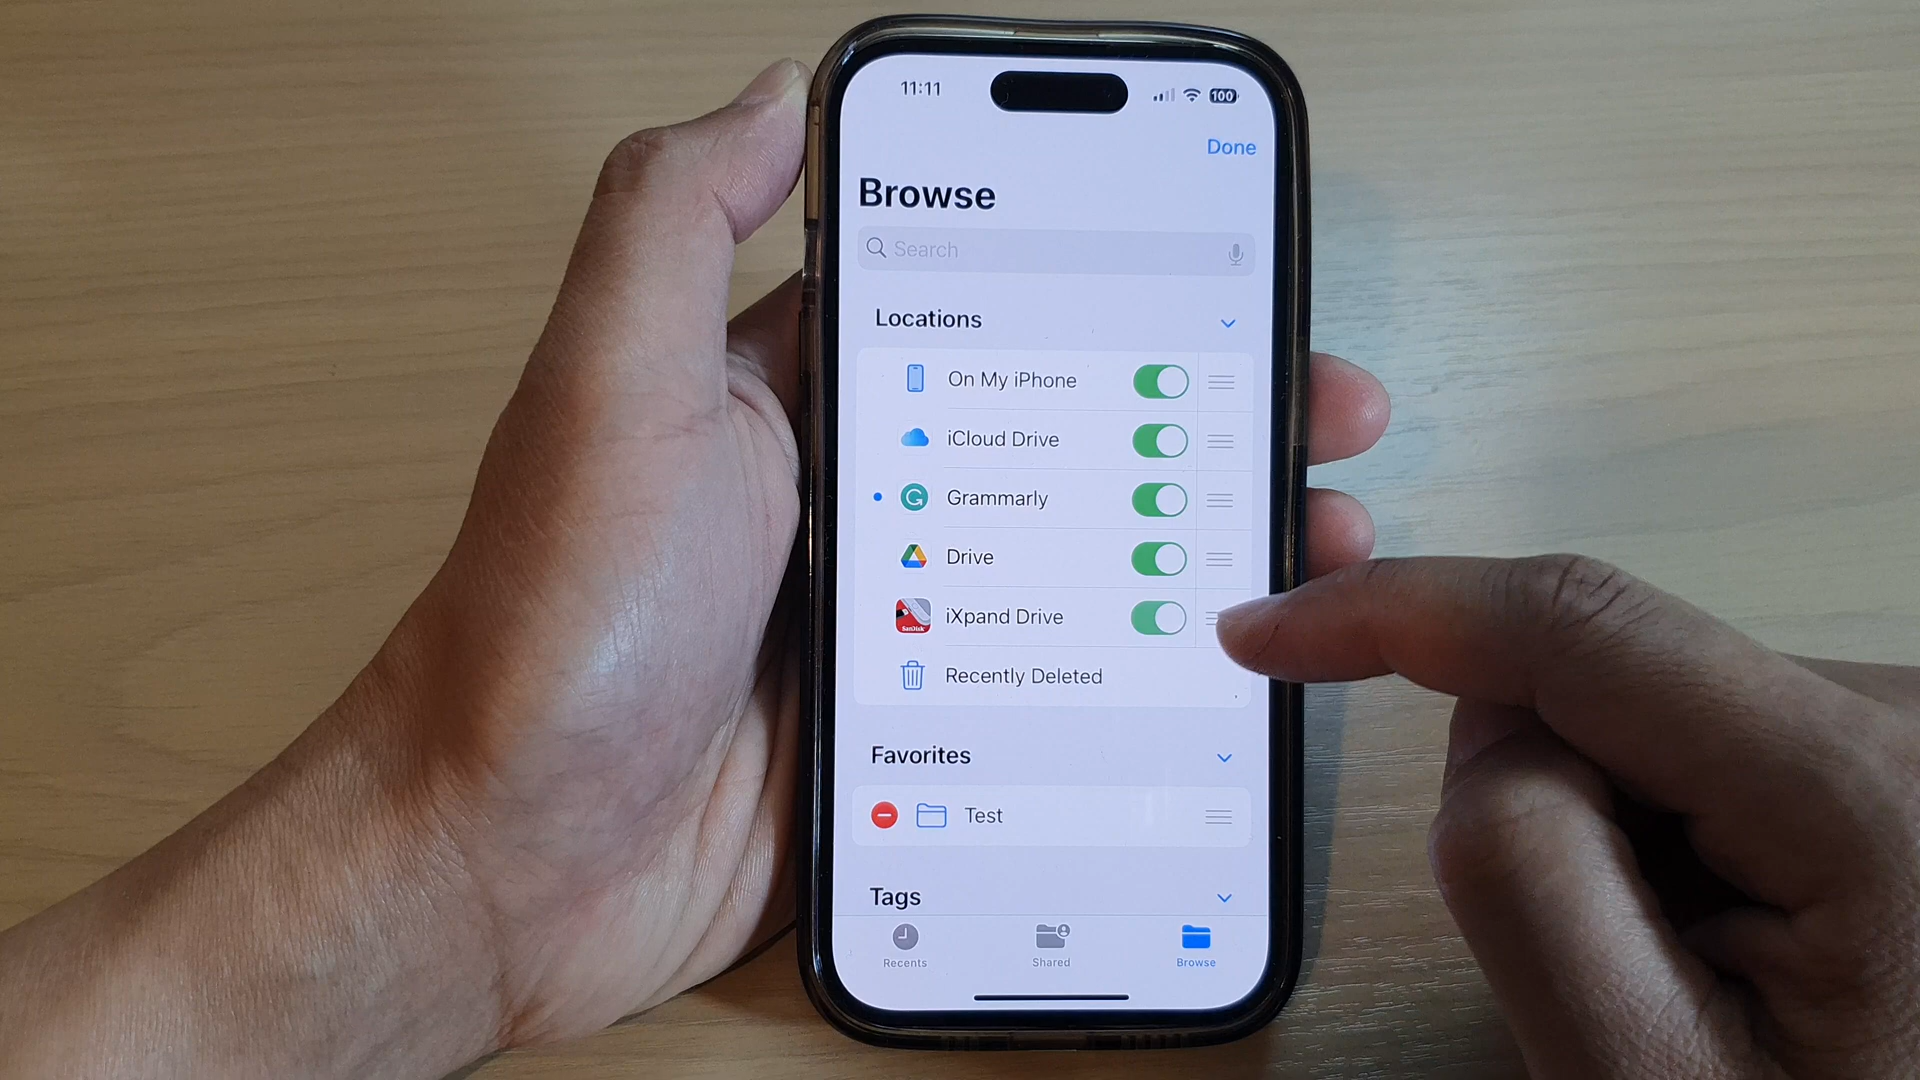 11:11
100
Done
Browse
Search
Locations
On My iPhone
iCloud Drive
Grammarly
Drive
iXpand Drive
SanDisk
Recently Deleted
Favorites
Test
Tags
Recents
Shared
Browse